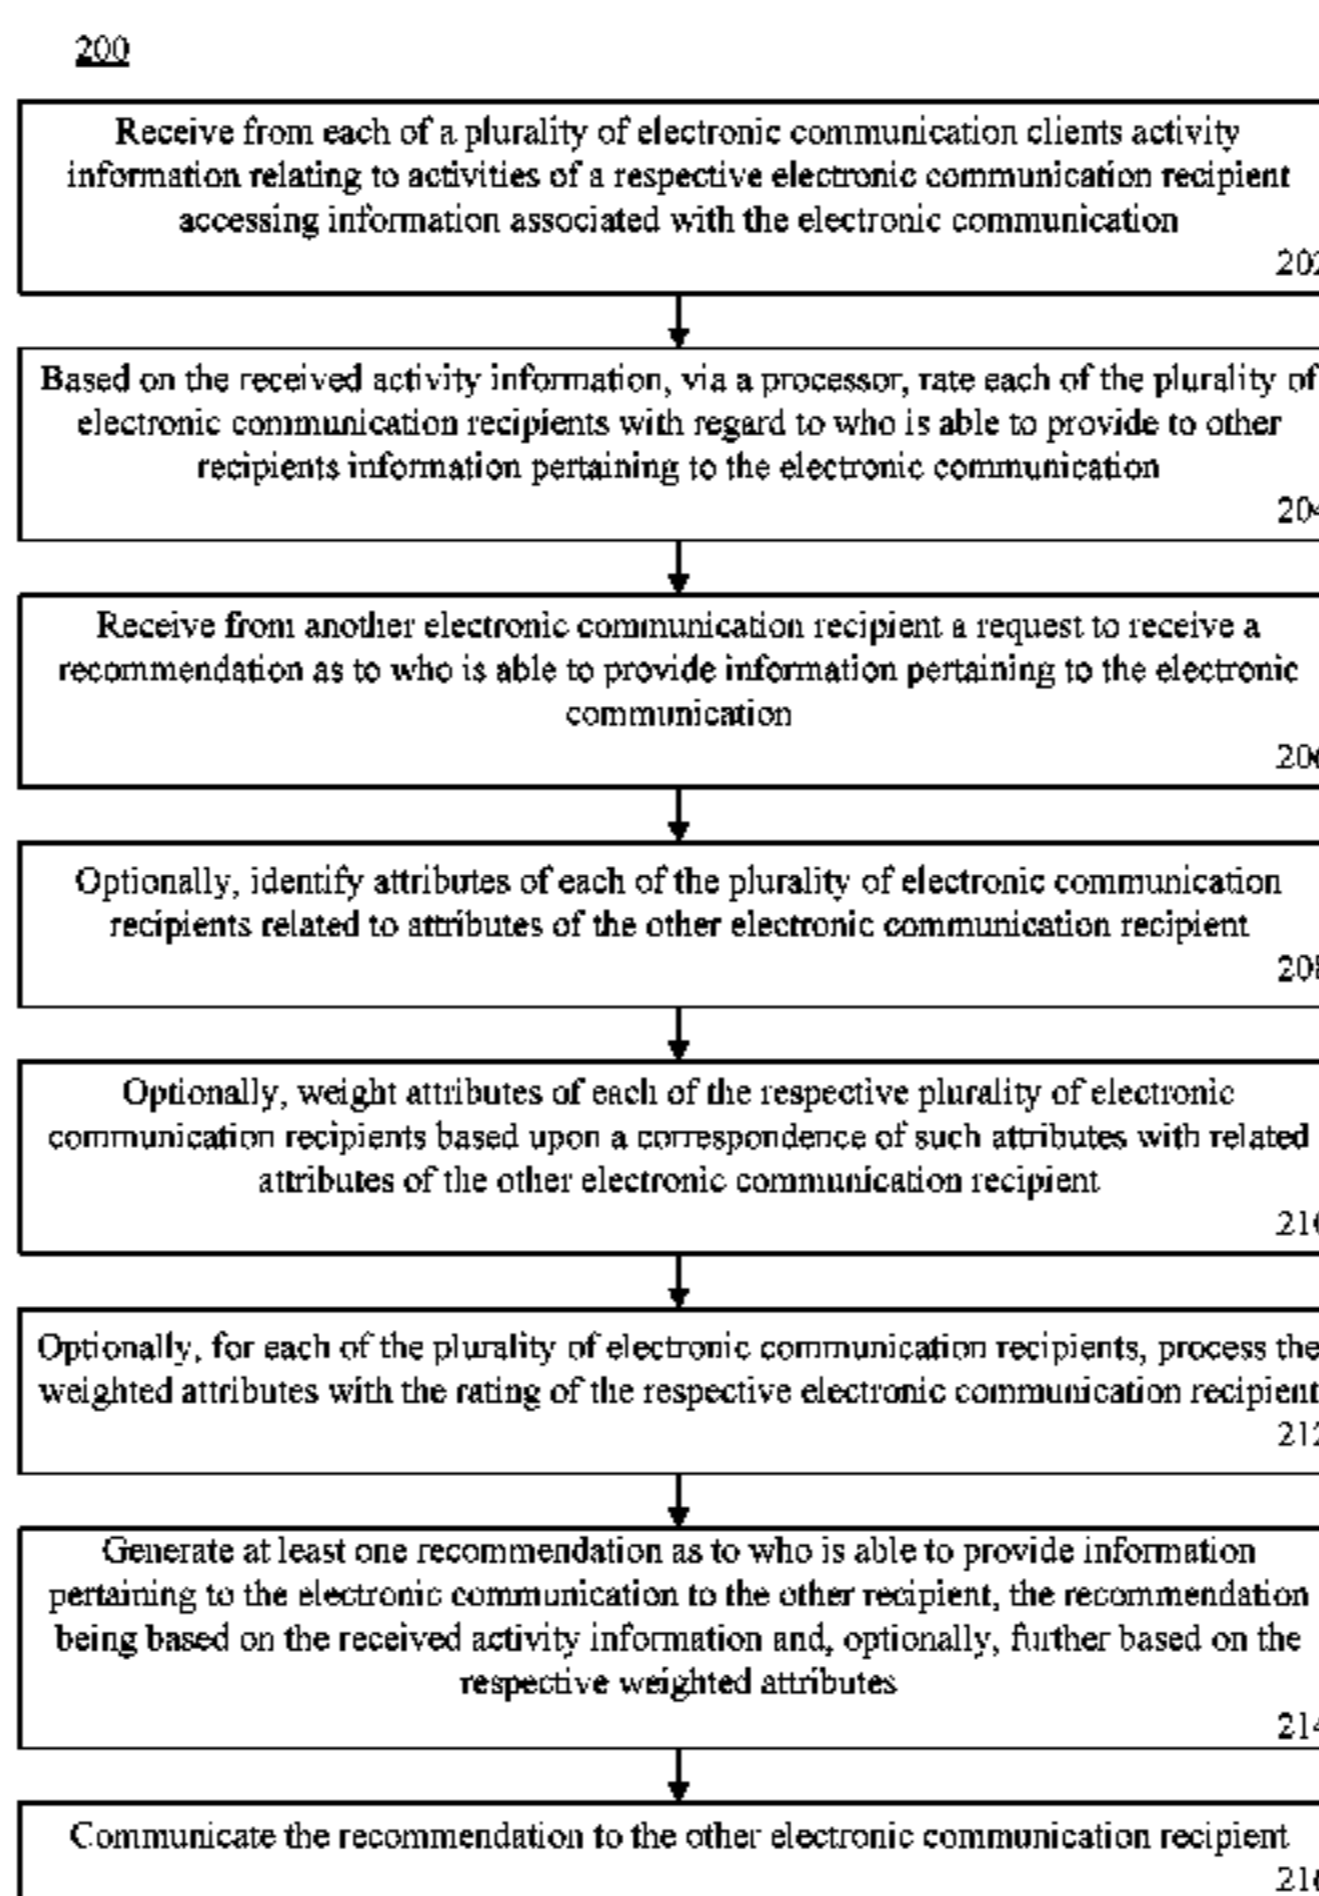 200
Receive from each of a plurality of electronic communication clients activity
information relating to activities of a respective electronic communication recipient
accessing information associated with the electronic communication
202
Based on the received activity information, via a processor, rate each of the plurality of
electronic communication recipients with regard to who is able to provide to other
recipients information pertaining to the electronic communication
204
Receive from another electronic communication recipient a request to receive a
recommendation as to who is able to provide information pertaining to the electronic
communication
206
Optionally, identify attributes of each of the plurality of electronic communication
recipients related to attributes of the other electronic communication recipient
208
Optionally, weight attributes of each of the respective plurality of electronic
communication recipients based upon a correspondence of such attributes with related
attributes of the other electronic communication recipient
210
Optionally, for each of the plurality of electronic communication recipients, process the
weighted attributes with the rating of the respective electronic communication recipient
212
Generate at least one recommendation as to who is able to provide information
pertaining to the electronic communication to the other recipient, the recommendation
being based on the received activity information and, optionally, further based on the
respective weighted attributes
214
Communicate the recommendation to the other electronic communication recipient
216